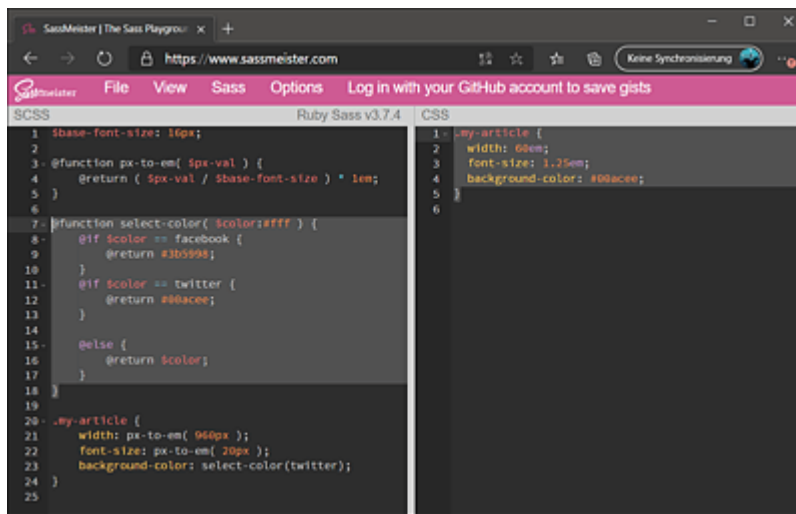 SassMeister | The Sass Playgroun
https://www.sassmeister.com
Keine Synchronisierung
SassMeister File View Sass Options Log in with your GitHub account to save gists
SCSS Ruby Sass v3.7.4 CSS
1 $base-font-size: 16px;
2
3 @function px-to-em( $px-val ) {
4 @return ( $px-val / $base-font-size ) * 1em;
5 }
6
7 @function select-color( $color:#fff ) {
8 @if $color == facebook {
9 @return #3b5998;
10 }
11 @if $color == twitter {
12 @return #00acee;
13 }
14
15 @else {
16 @return $color;
17 }
18 }
19
20 .my-article {
21 width: px-to-em( 960px );
22 font-size: px-to-em( 20px );
23 background-color: select-color(twitter);
24 }
25
1 .my-article {
2 width: 60em;
3 font-size: 1.25em;
4 background-color: #00acee;
5 }
6